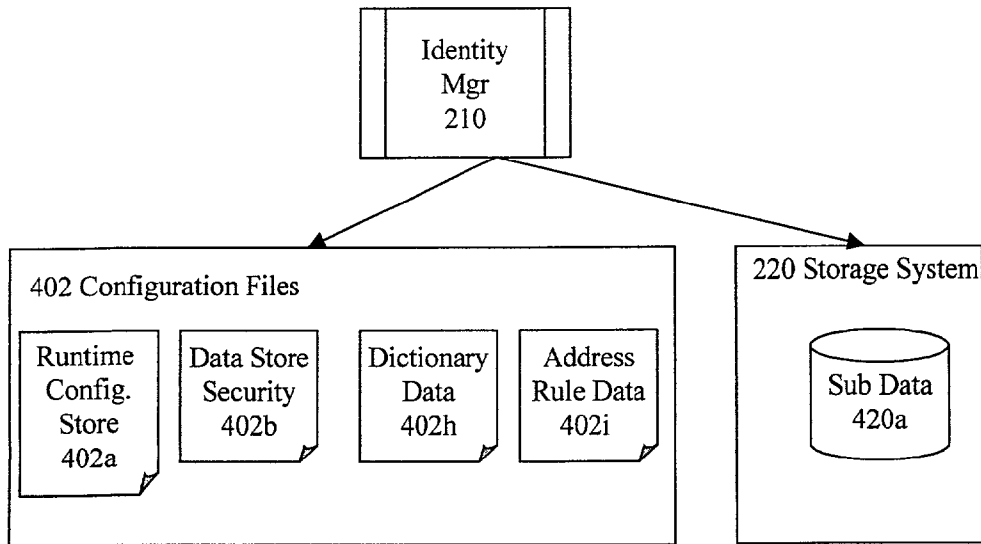 Identity
Mgr
210
402 Configuration Files
Runtime
Config.
Store
402a
Data Store
Security
402b
Dictionary
Data
402h
Address
Rule Data
402i
220 Storage System
Sub Data
420a